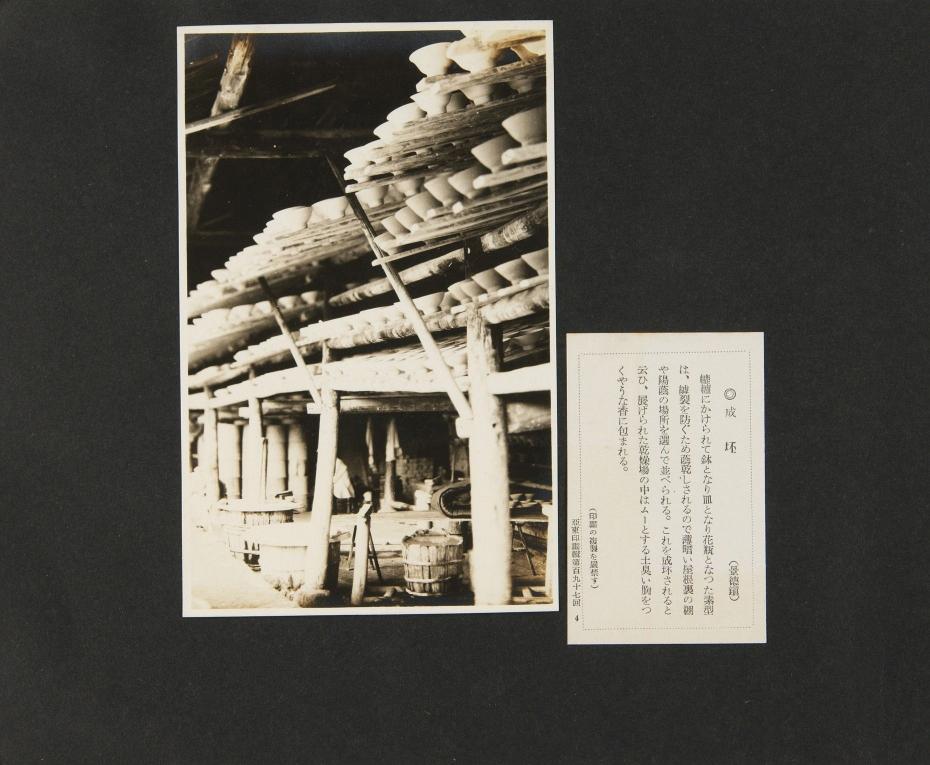 ◎成坏 (景德鎭)
轆轤にかけられて鉢となり皿となり花瓶となつた素型
は、罅裂を防ぐため蔭乾しされるので薄暗い屋根裏の棚
や陽蔭の場所を選んで並べられる。これを成坏されると
云ひ、展げられた乾燥場の中はムーとする土臭い胸をつ
くやうな香に包まれる。
(印畫の複製を嚴禁す)
亞東印畫輯第百九十七回 4